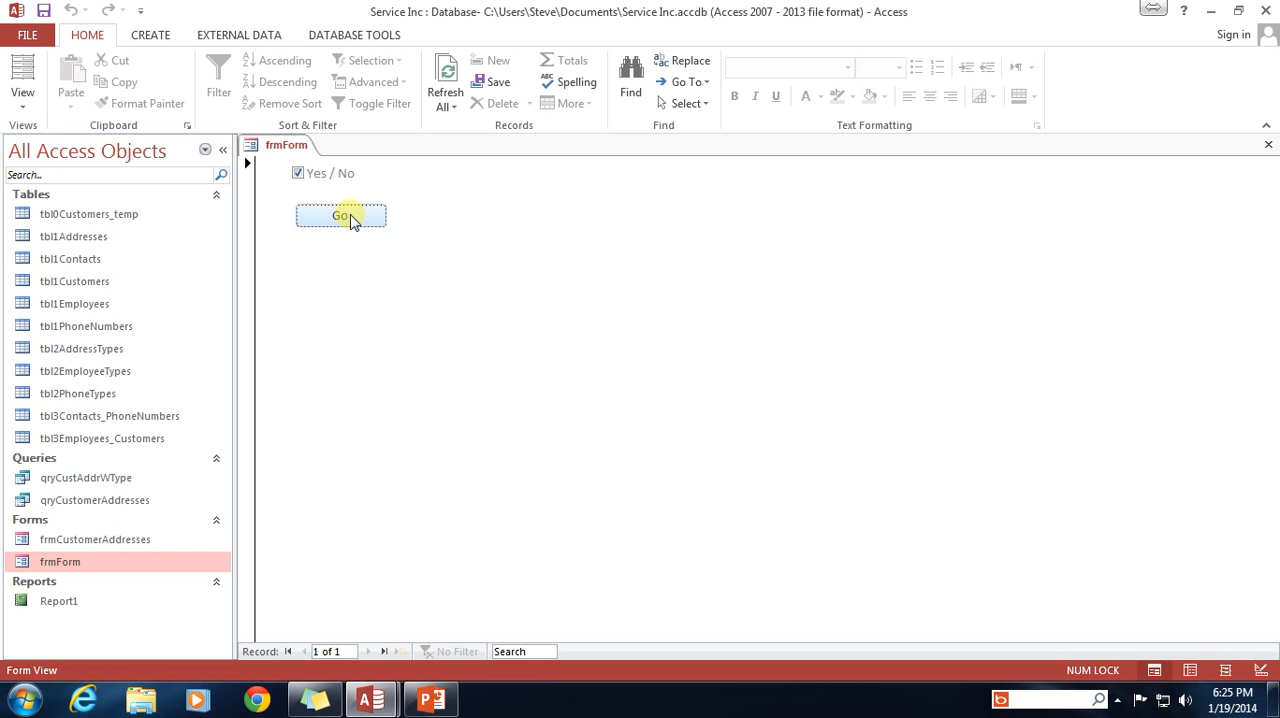 Service Inc : Database- C:\Users\Steve\Documents\Service Inc.accdb (Access 2007 - 2013 file format) - Access
FILE HOME CREATE EXTERNAL DATA DATABASE TOOLS Sign in
View
Views
Paste
Cut
Copy
Format Painter
Clipboard
Filter
Ascending
Descending
Remove Sort
Selection
Advanced
Toggle Filter
Sort & Filter
Refresh
All
New
Save
Delete
Totals
Spelling
More
Records
Find
Replace
Go To
Select
Find
B I U A
Text Formatting
All Access Objects
Search...
Tables
tbl0Customers_temp
tbl1Addresses
tbl1Contacts
tbl1Customers
tbl1Employees
tbl1PhoneNumbers
tbl2AddressTypes
tbl2EmployeeTypes
tbl2PhoneTypes
tbl3Contacts_PhoneNumbers
tbl3Employees_Customers
Queries
qryCustAddrWType
qryCustomerAddresses
Forms
frmCustomerAddresses
frmForm
Reports
Report1
frmForm
Yes / No
Go
Record: 1 of 1 No Filter Search
Form View NUM LOCK
6:25 PM
1/19/2014